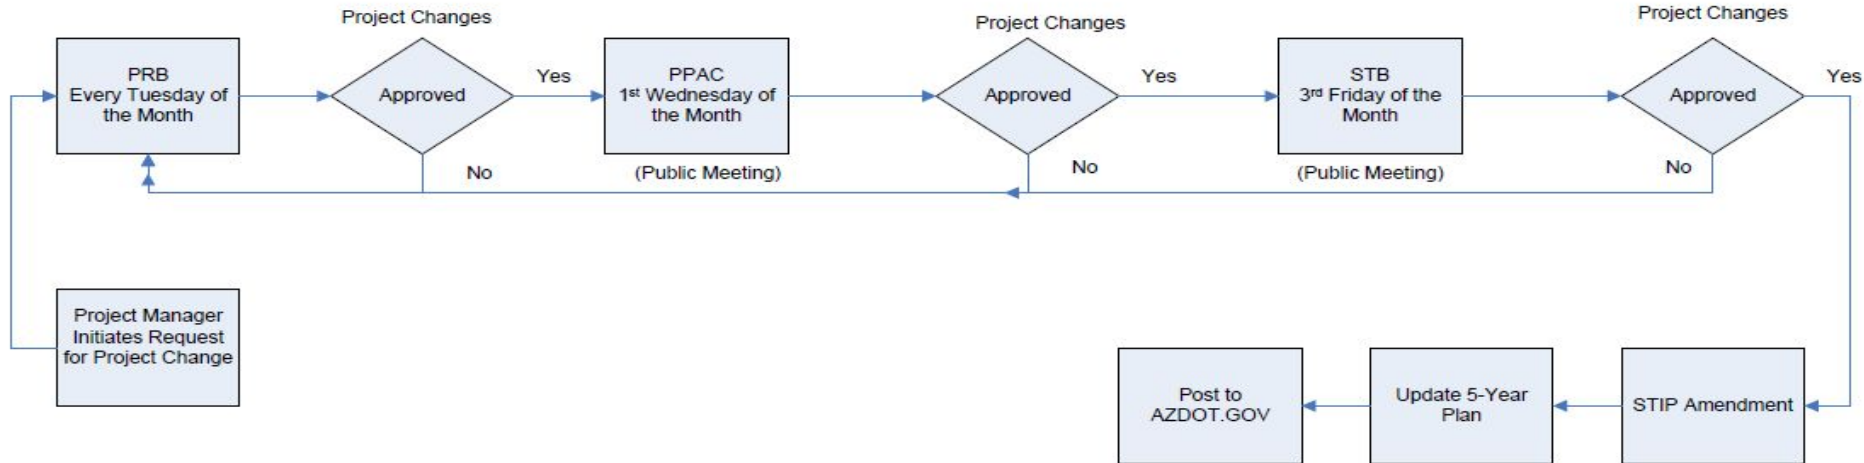 Project Changes
Project Changes
Project Changes
PRB
Every Tuesday of
the Month
Approved
Yes
PPAC
1st Wednesday of
the Month
Approved
Yes
STB
3rd Friday of the
Month
Approved
Yes
No
(Public Meeting)
No
(Public Meeting)
No
Project Manager
Initiates Request
for Project Change
Post to
AZDOT.GOV
Update 5-Year
Plan
STIP Amendment